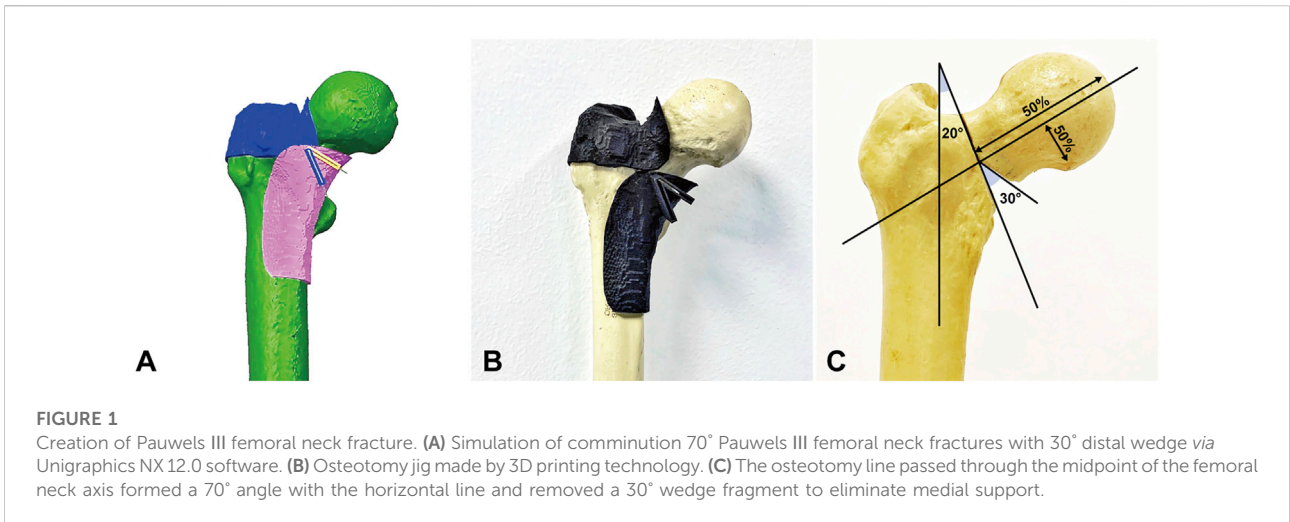 50%
20°
50%
30°
A
B
C
FIGURE 1
Creation of Pauwels III femoral neck fracture. (A) Simulation of comminution 70° Pauwels III femoral neck fractures with 30° distal wedge via
Unigraphics NX 12.0 software. (B) Osteotomy jig made by 3D printing technology. (C) The osteotomy line passed through the midpoint of the femoral
neck axis formed a 70° angle with the horizontal line and removed a 30° wedge fragment to eliminate medial support.